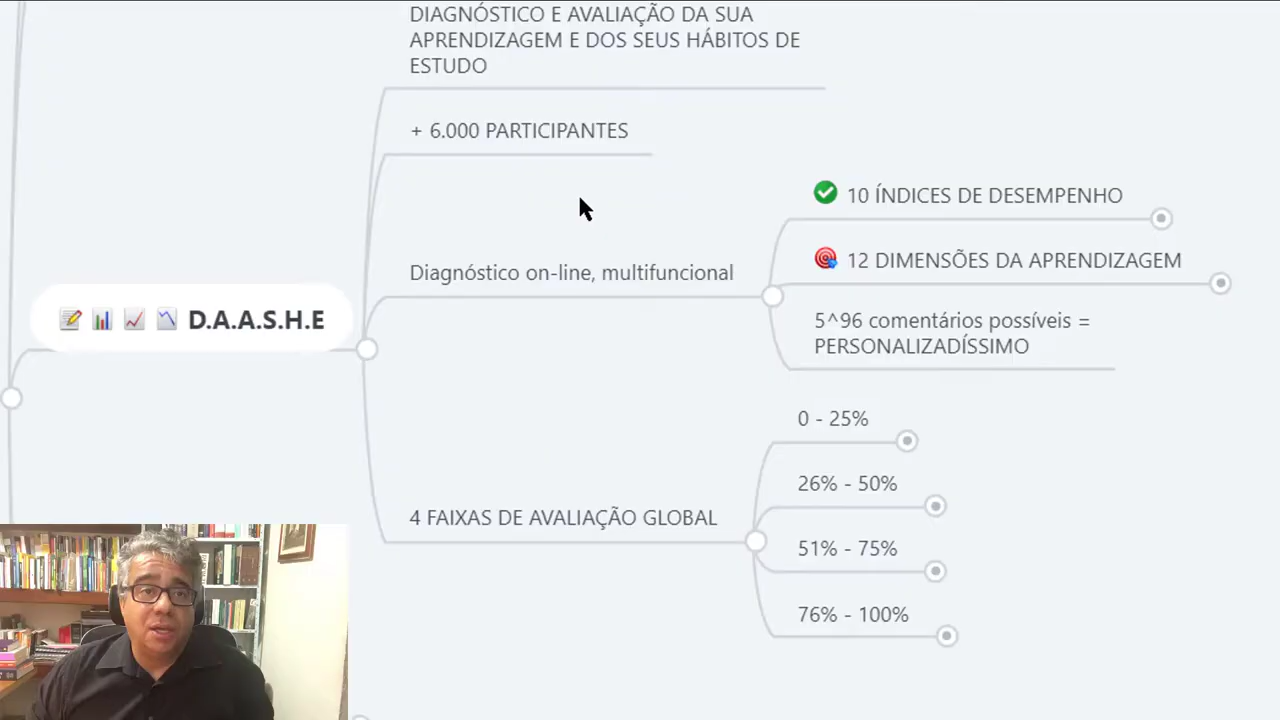 DIAGNÓSTICO E AVALIAÇÃO DA SUA
APRENDIZAGEM E DOS SEUS HÁBITOS DE
ESTUDO
+ 6.000 PARTICIPANTES
10 ÍNDICES DE DESEMPENHO
12 DIMENSÕES DA APRENDIZAGEM
Diagnóstico on-line, multifuncional
5^96 comentários possíveis =
PERSONALIZADÍSSIMO
D.A.A.S.H.E
0 - 25%
26% - 50%
4 FAIXAS DE AVALIAÇÃO GLOBAL
51% - 75%
76% - 100%